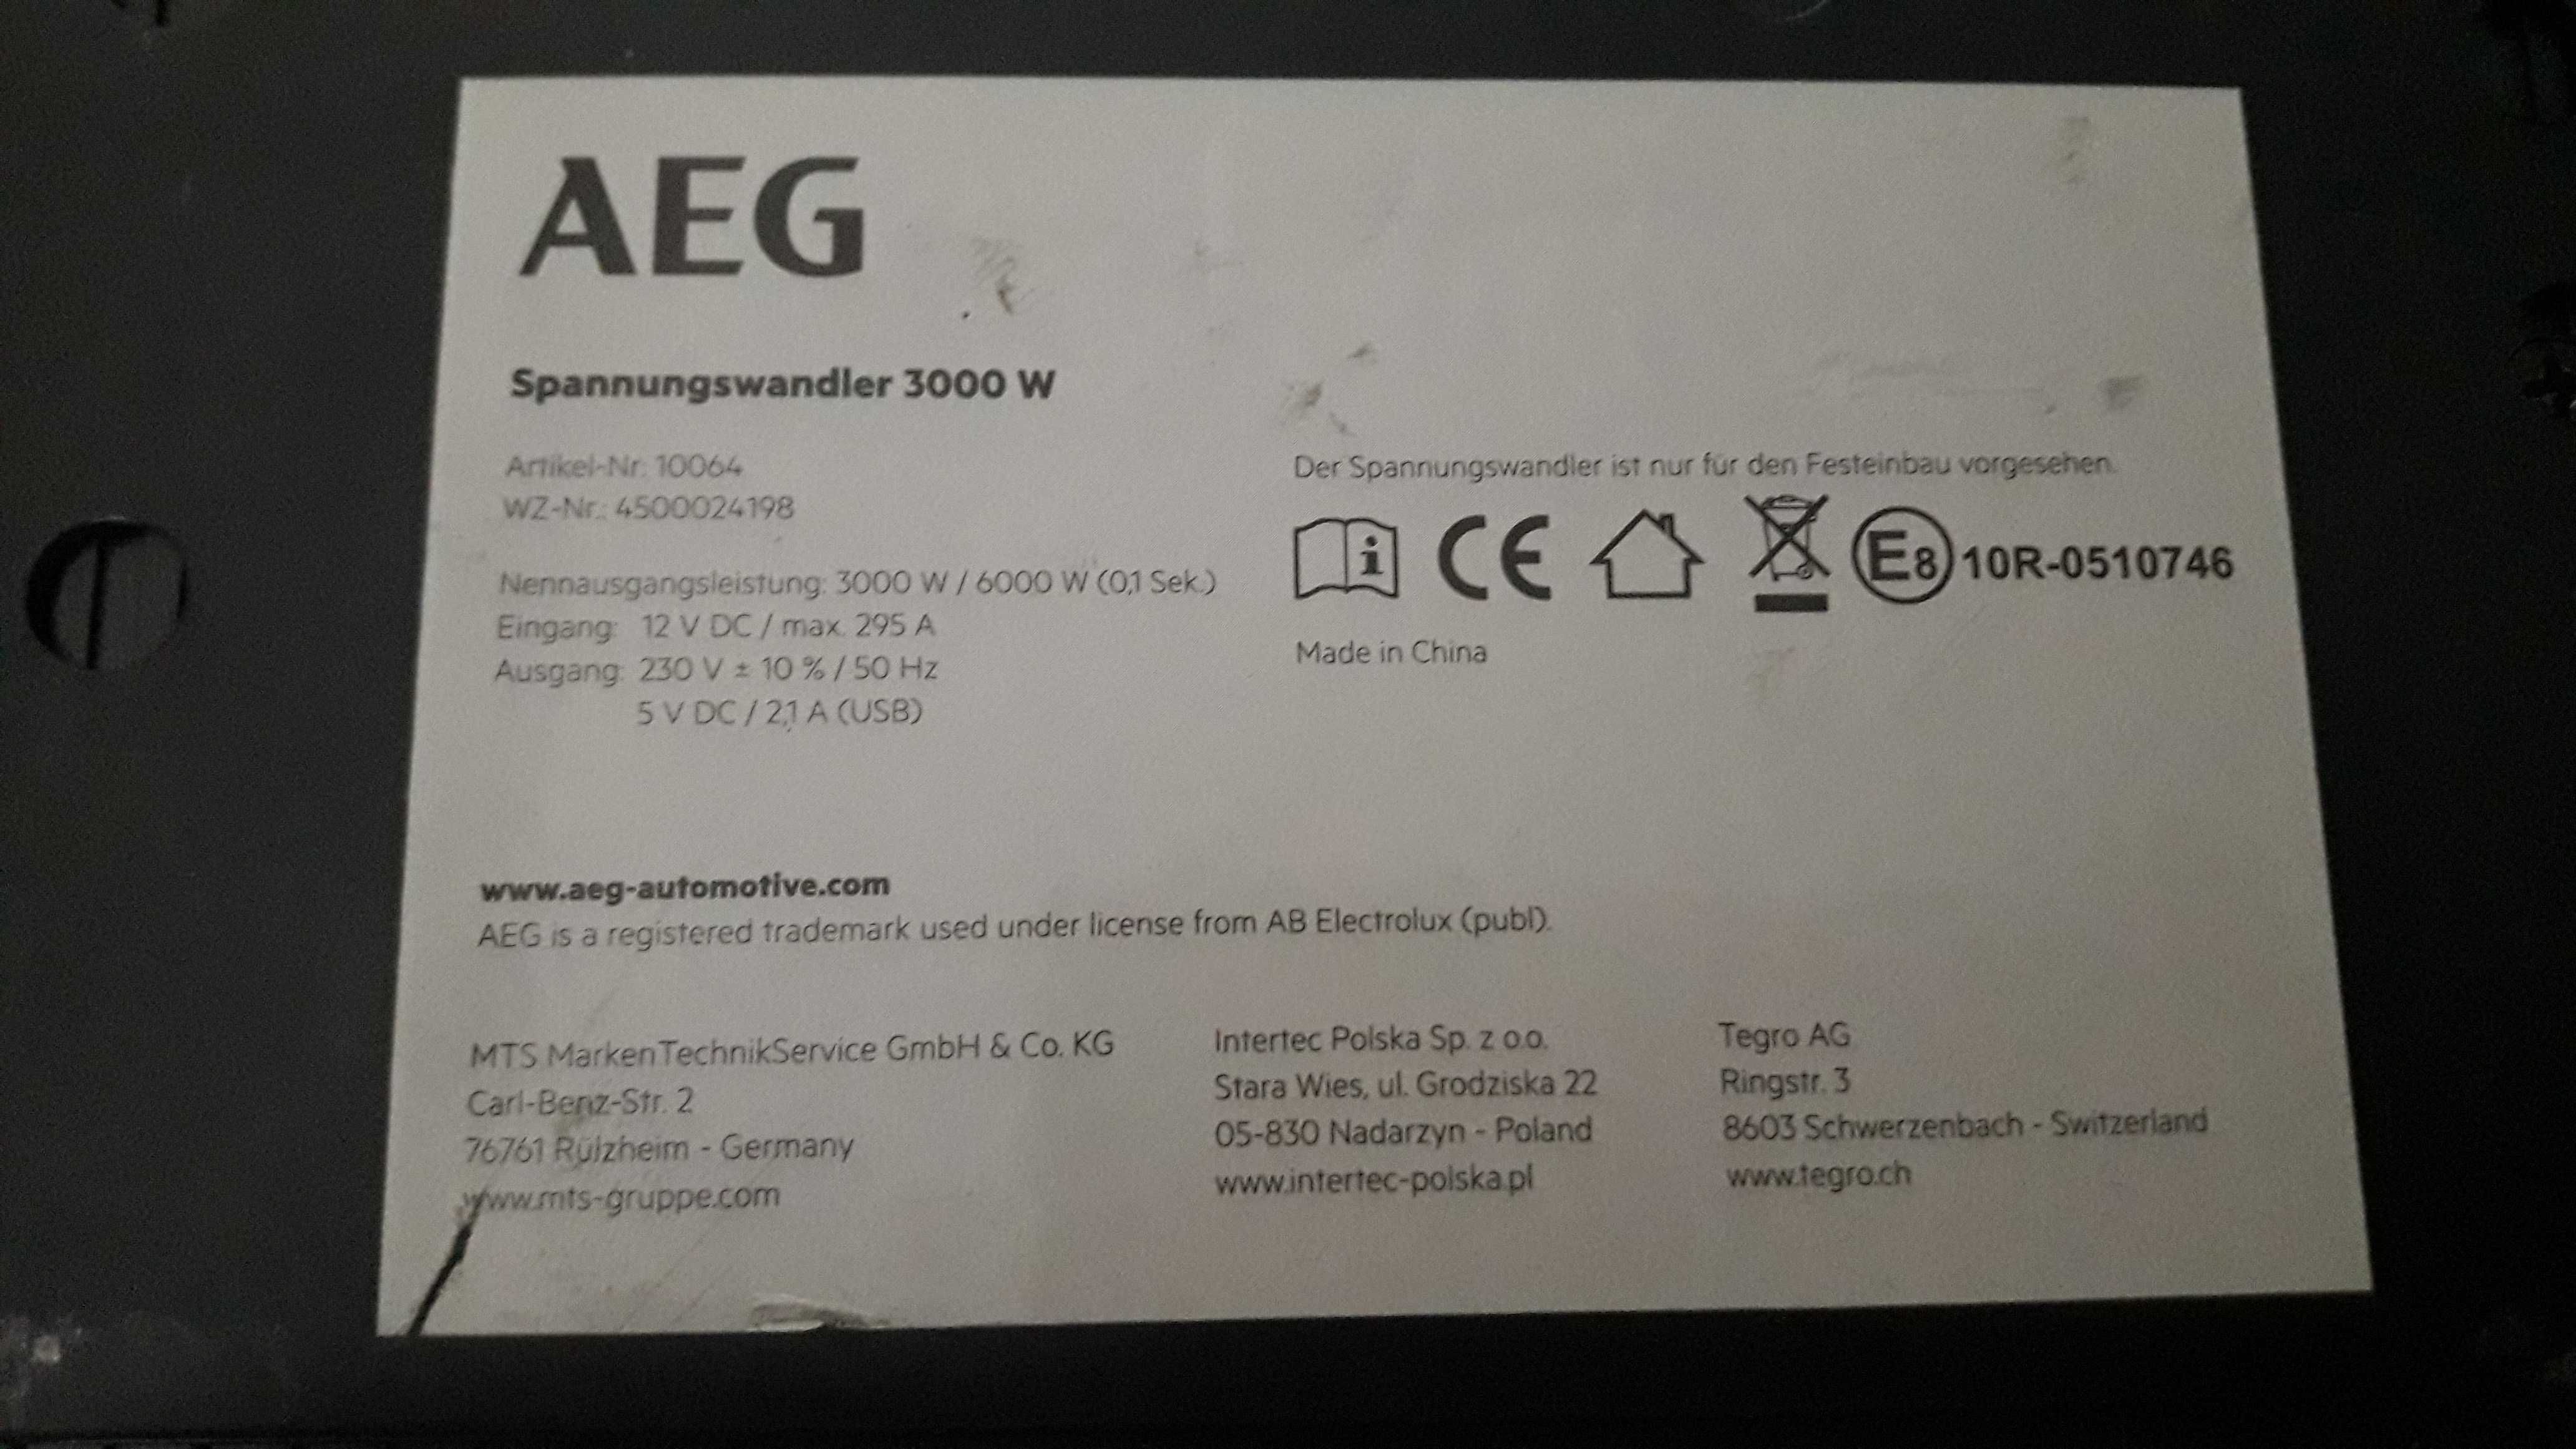 AEG
Spannungswandler 3000 W
Artikel-Nr.: 10064
WZ-Nr.: 4500024198
Nennausgangsleistung: 3000 W / 6000 W (0,1 Sek.)
Eingang: 12 V DC / max. 295 A
Ausgang: 230 V ± 10 % / 50 Hz
5 V DC / 2,1 A (USB)
Der Spannungswandler ist nur für den Festeinbau vorgesehen.
i CE E8 10R-0510746
Made in China
www.aeg-automotive.com
AEG is a registered trademark used under license from AB Electrolux (publ).
MTS MarkenTechnikService GmbH & Co. KG
Carl-Benz-Str. 2
76761 Rülzheim - Germany
www.mts-gruppe.com
Intertec Polska Sp. z o.o.
Stara Wies, ul. Grodziska 22
05-830 Nadarzyn - Poland
www.intertec-polska.pl
Tegro AG
Ringstr. 3
8603 Schwerzenbach - Switzerland
www.tegro.ch